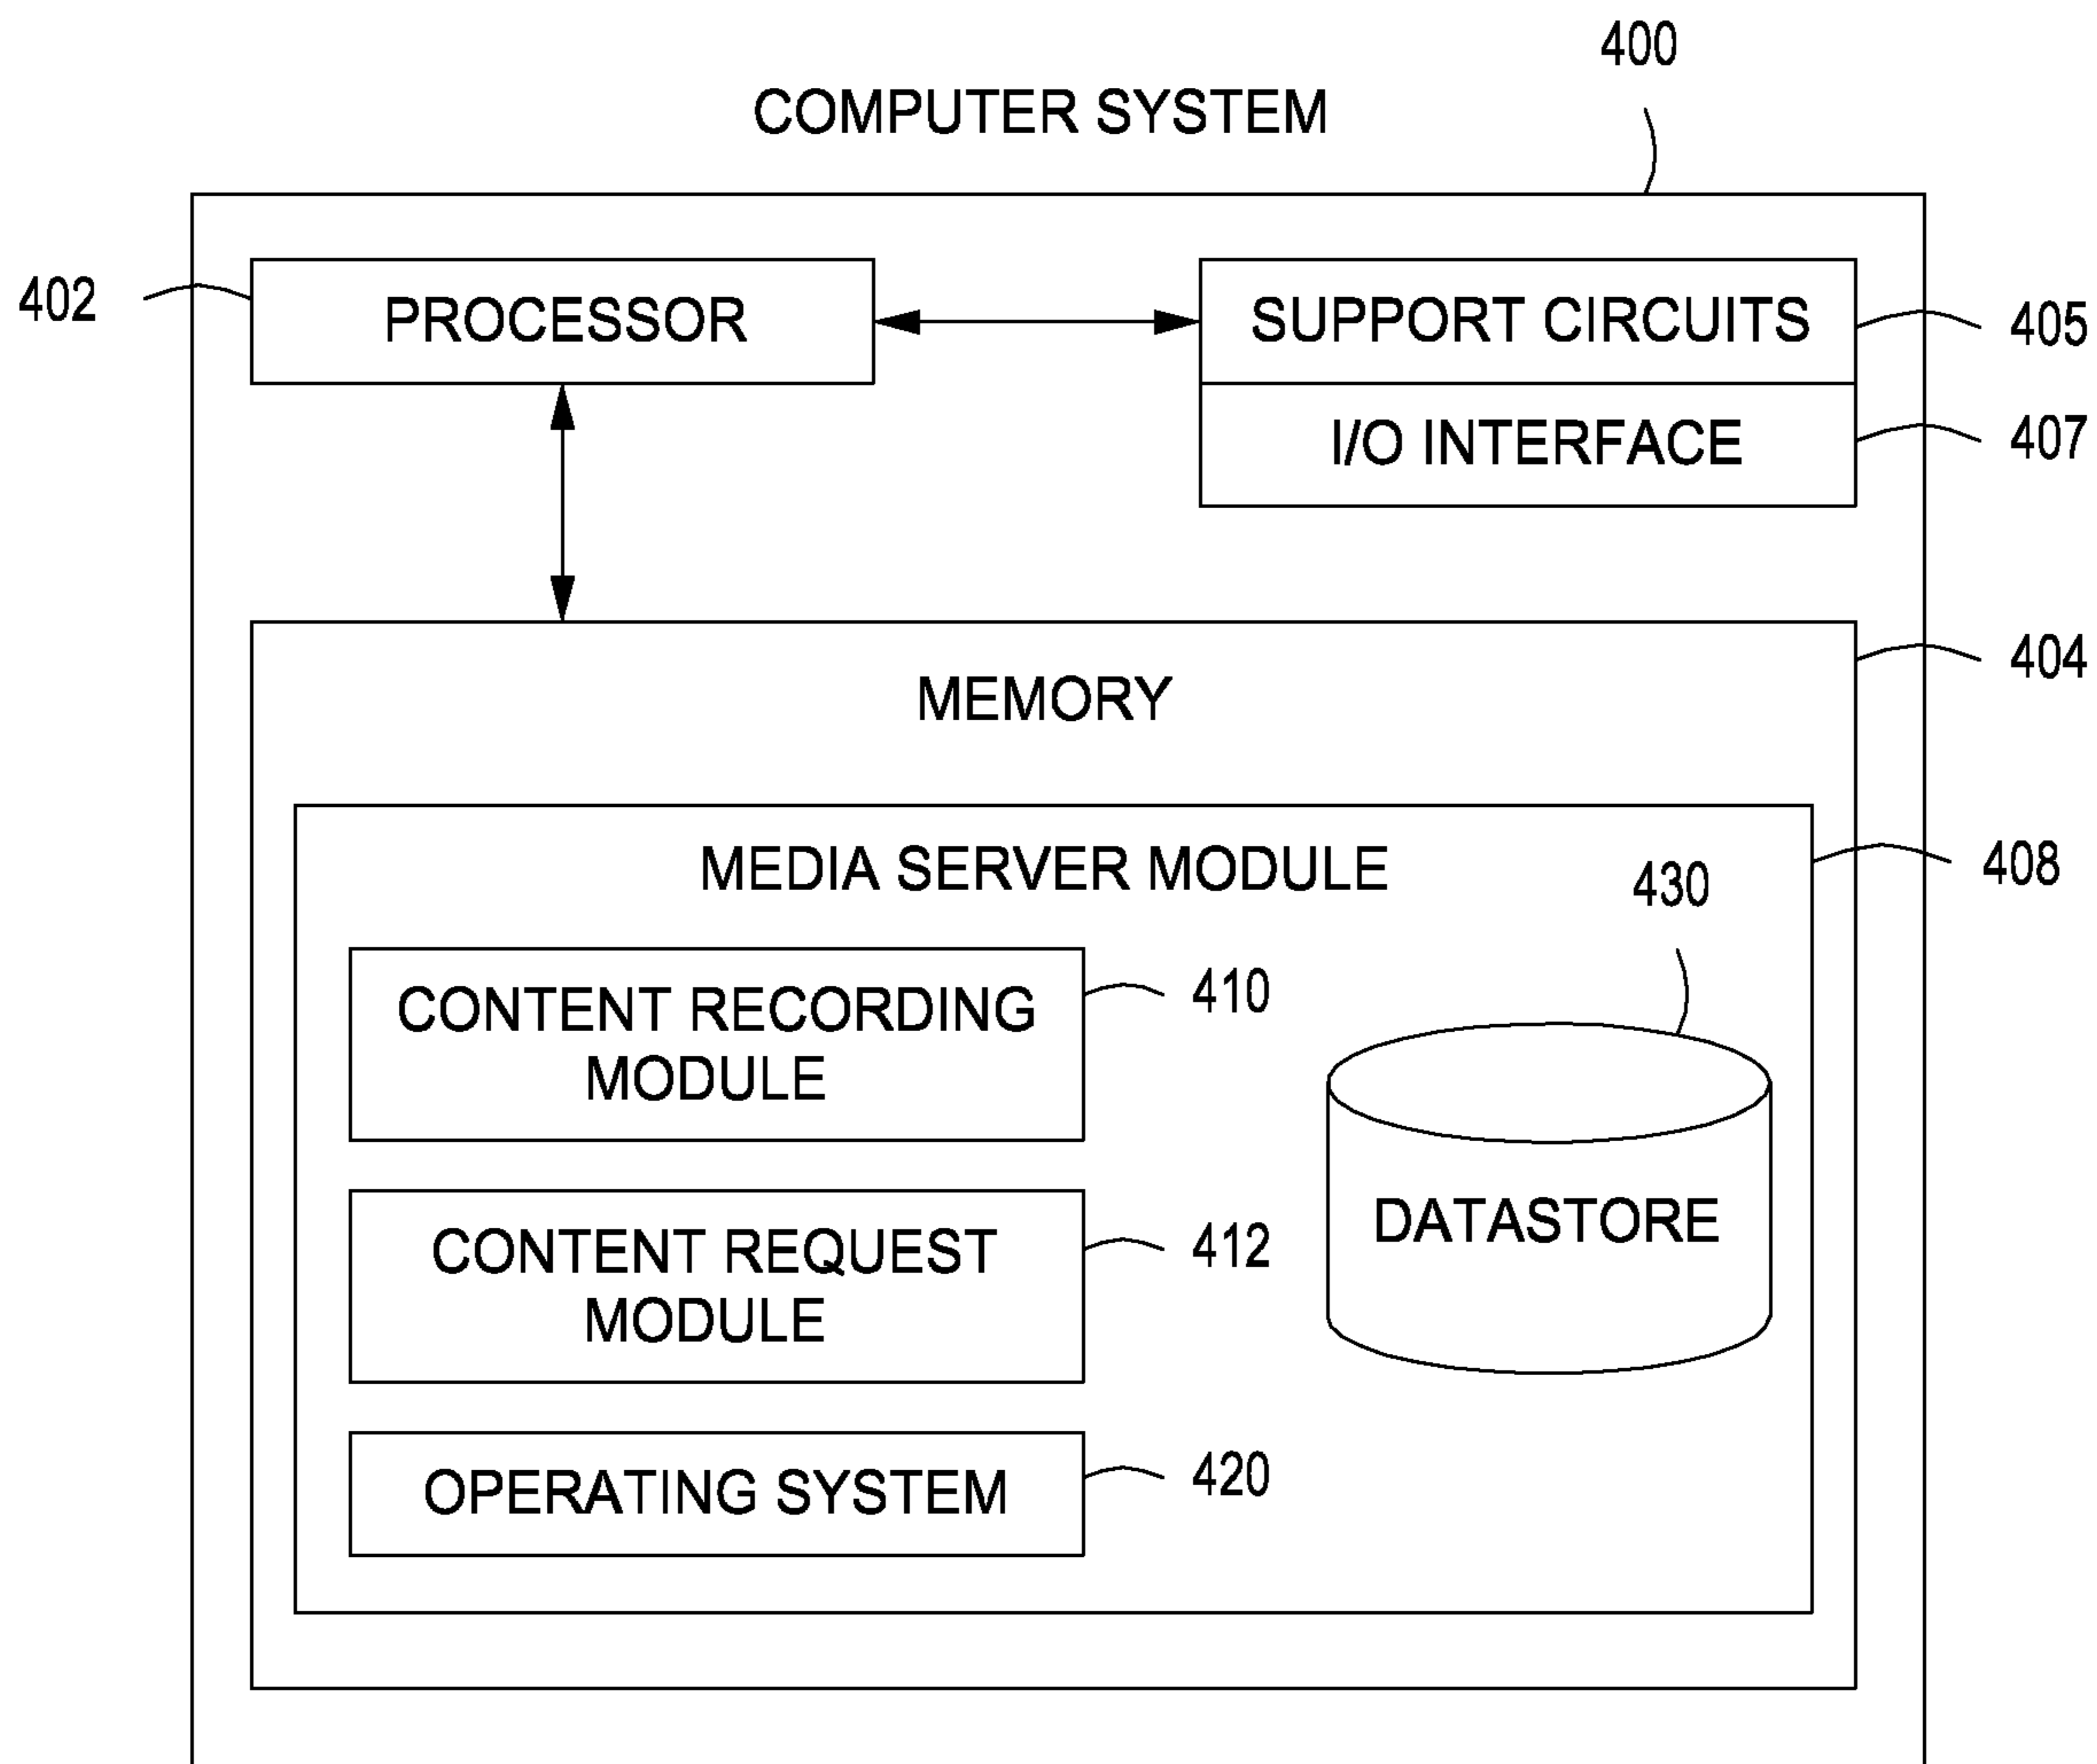 400
COMPUTER SYSTEM
402
PROCESSOR
SUPPORT CIRCUITS
405
I/O INTERFACE
407
404
MEMORY
MEDIA SERVER MODULE
408
430
CONTENT RECORDING
MODULE
410
CONTENT REQUEST
MODULE
412
DATASTORE
OPERATING SYSTEM
420